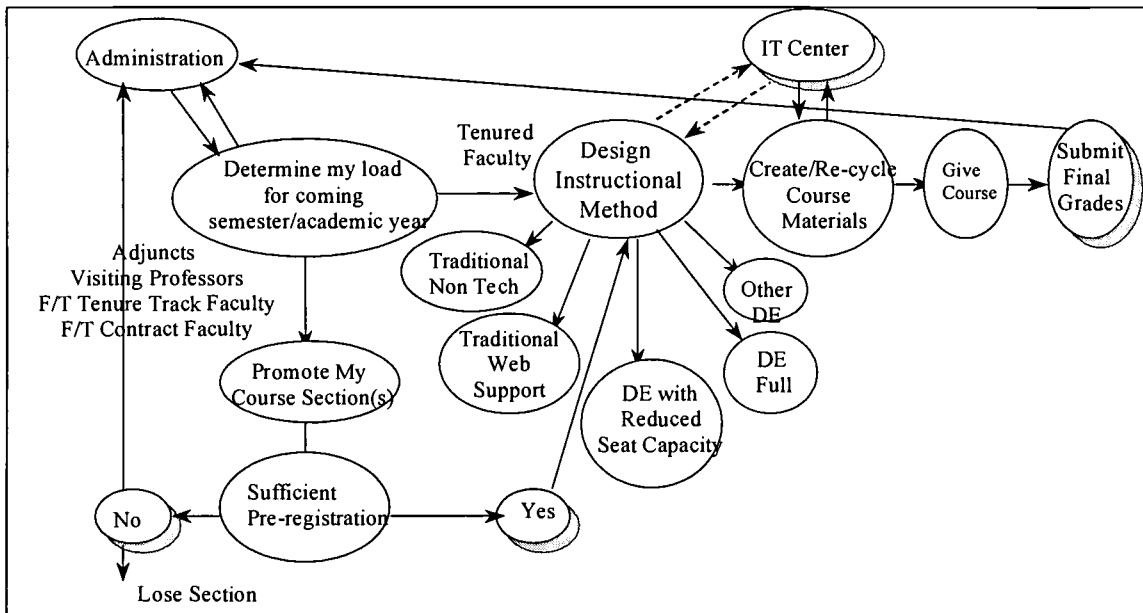 Administration
IT Center
Tenured
Faculty
Determine my load
for coming
semester/academic year
Design
Instructional
Method
Create/Re-cycle
Course
Materials
Give
Course
Submit
Final
Grades
Adjuncts
Visiting Professors
F/T Tenure Track Faculty
F/T Contract Faculty
Traditional
Non Tech
Traditional
Web
Support
DE with
Reduced
Seat Capacity
DE
Full
Other
DE
Promote My
Course Section(s)
Sufficient
Pre-registration
No
Yes
Lose Section